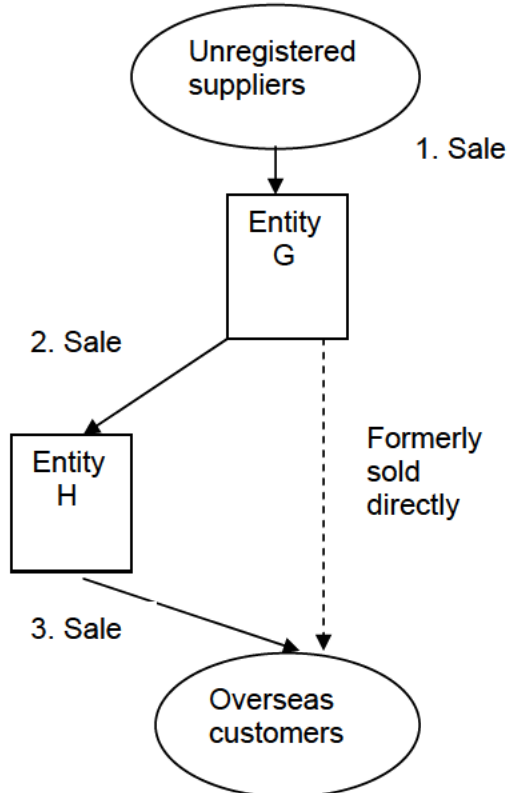 Unregistered
suppliers
1. Sale
Entity
G
2. Sale
Formerly
sold
directly
Entity
H
3. Sale
Overseas
customers